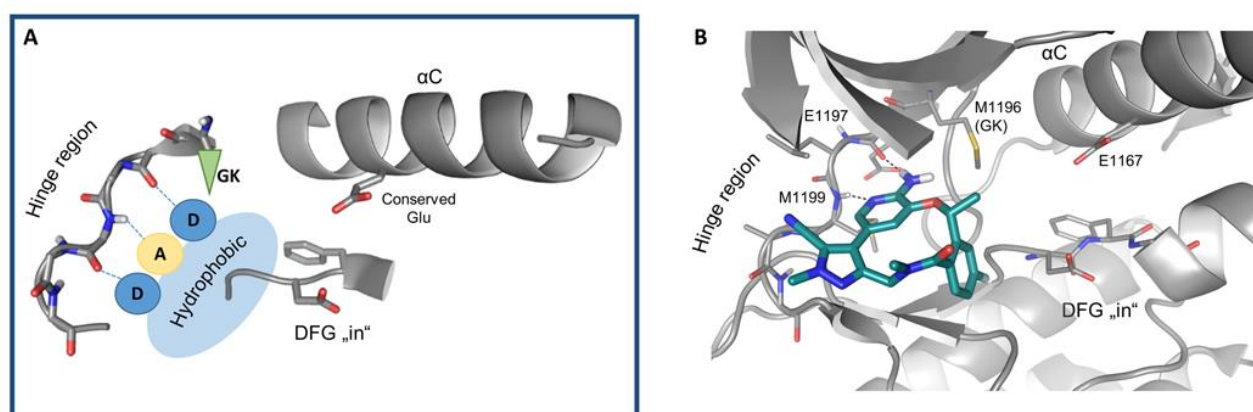 A
αC
Hinge region
GK
Conserved
Glu
D
A
D
Hydrophobic
DFG „in“
B
αC
M1196
(GK)
E1197
E1167
Hinge region
M1199
DFG „in“